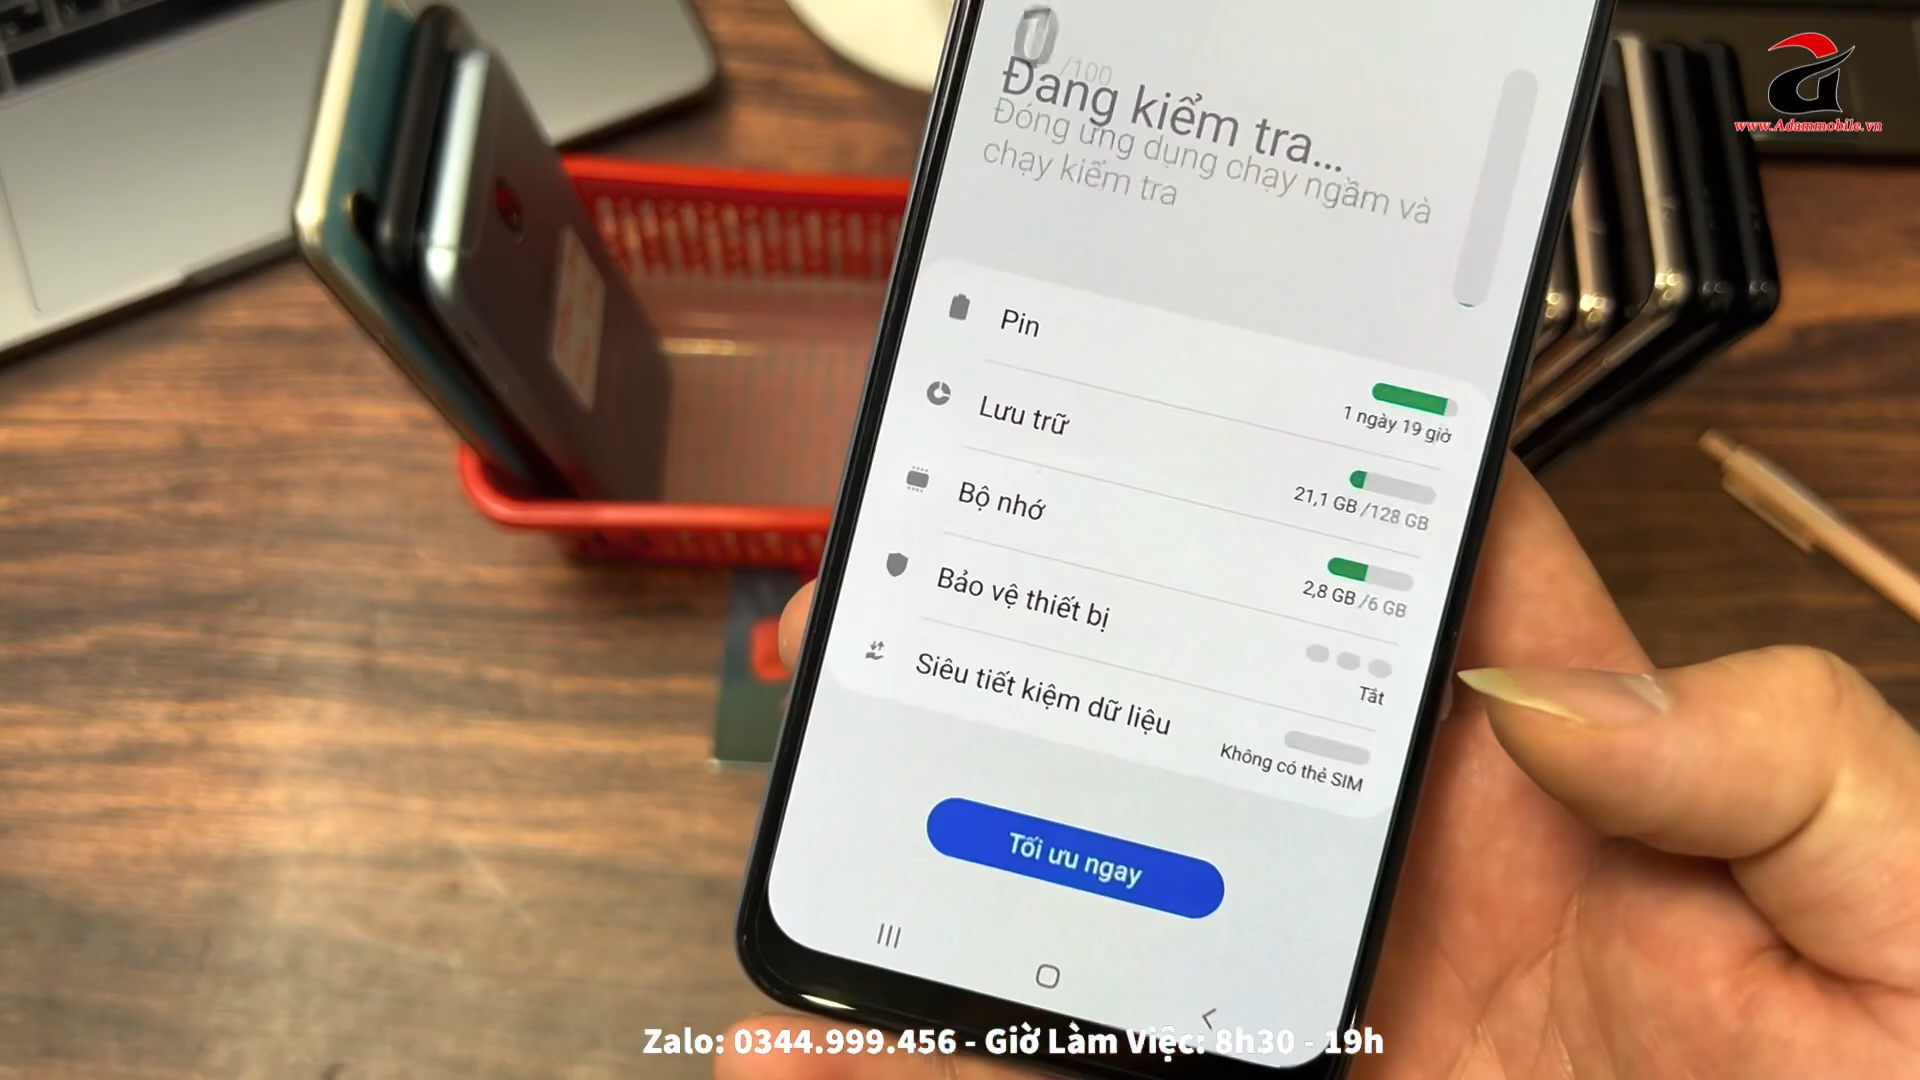 www.Adammobile.vn
/100
Đang kiểm tra...
Đóng ứng dụng chạy ngầm và
chạy kiểm tra
Pin
1 ngày 19 giờ
Lưu trữ
21,1 GB /128 GB
Bộ nhớ
2,8 GB /6 GB
Bảo vệ thiết bị
Tắt
Siêu tiết kiệm dữ liệu
Không có thẻ SIM
Tối ưu ngay
Zalo: 0344.999.456 - Giờ Làm Việc: 8h30 - 19h